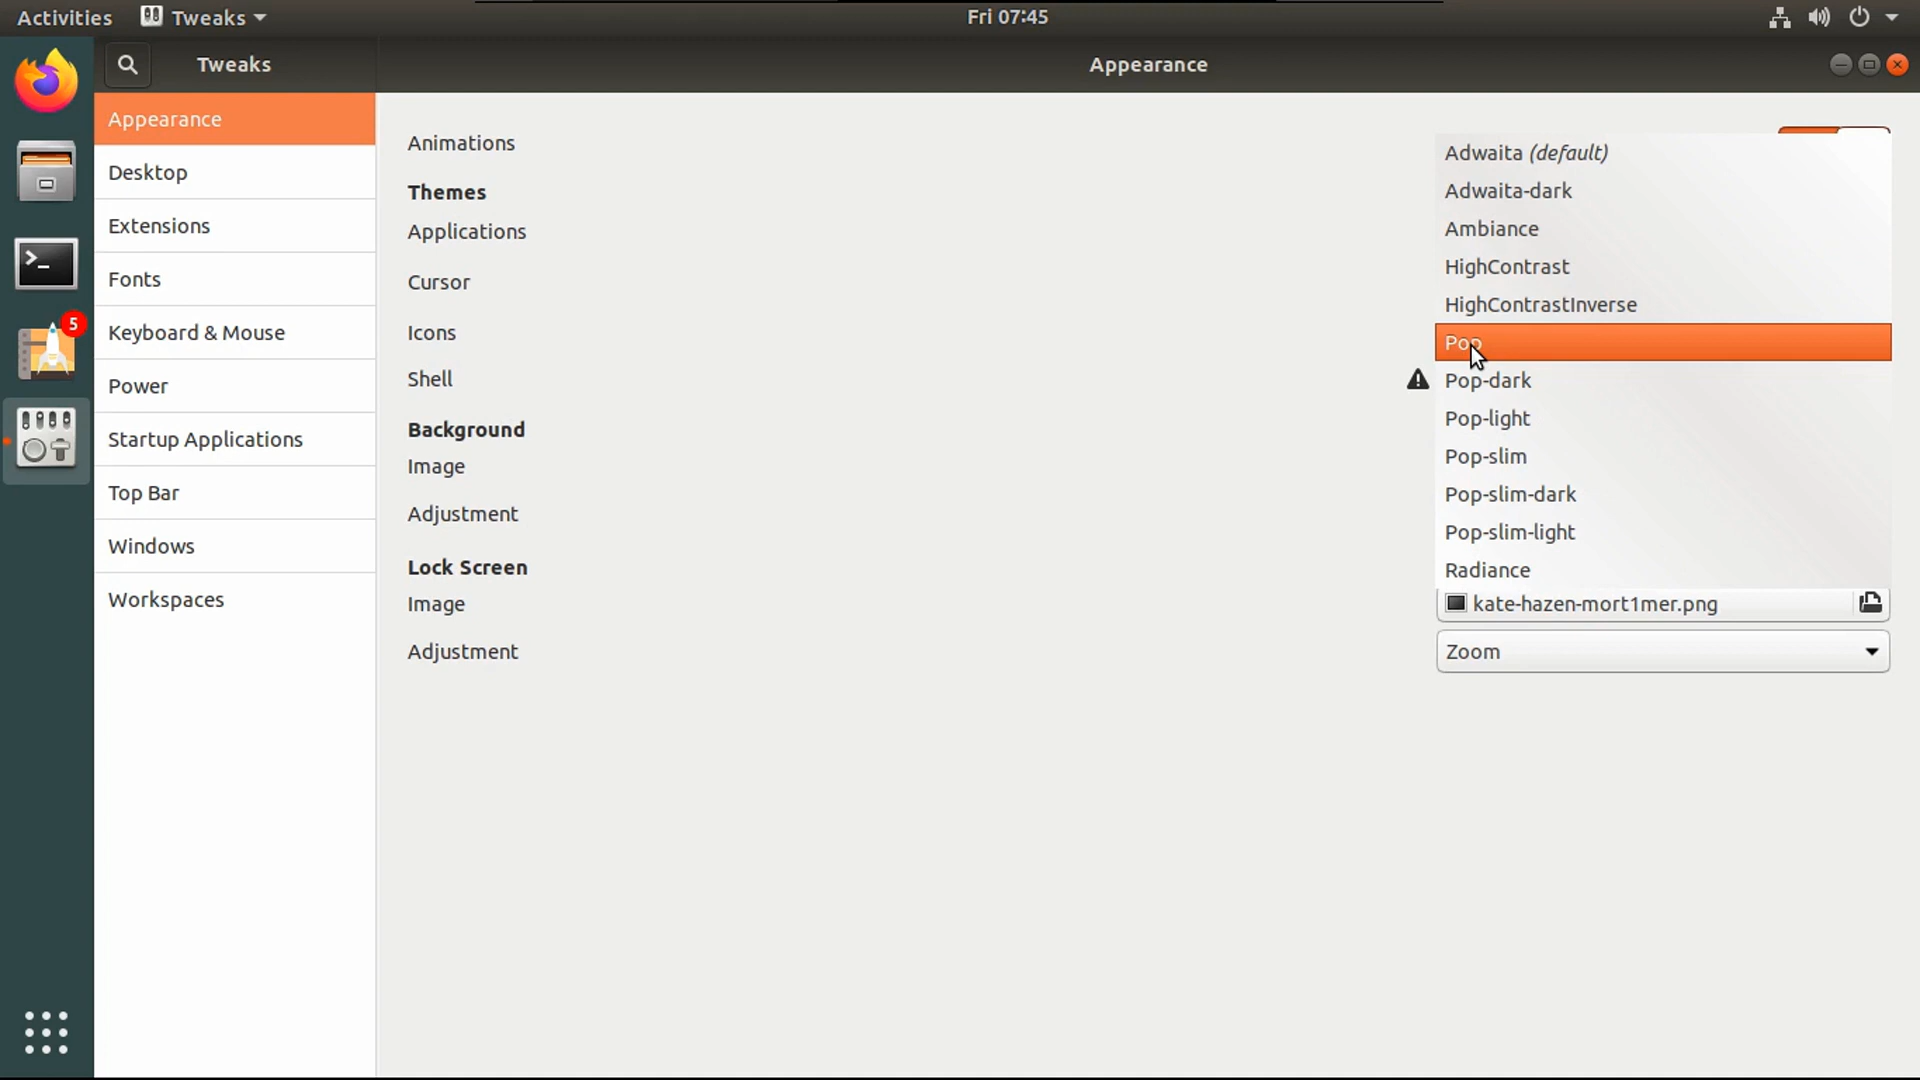 Activities
Tweaks
Fri 07:45
Tweaks
Appearance
5
Appearance
Desktop
Extensions
Fonts
Keyboard & Mouse
Power
Startup Applications
Top Bar
Windows
Workspaces
Animations
Themes
Applications
Cursor
Icons
Shell
Background
Image
Adjustment
Lock Screen
Image
Adjustment
Adwaita (default)
Adwaita-dark
Ambiance
HighContrast
HighContrastInverse
Pop
Pop-dark
Pop-light
Pop-slim
Pop-slim-dark
Pop-slim-light
Radiance
kate-hazen-mort1mer.png
Zoom